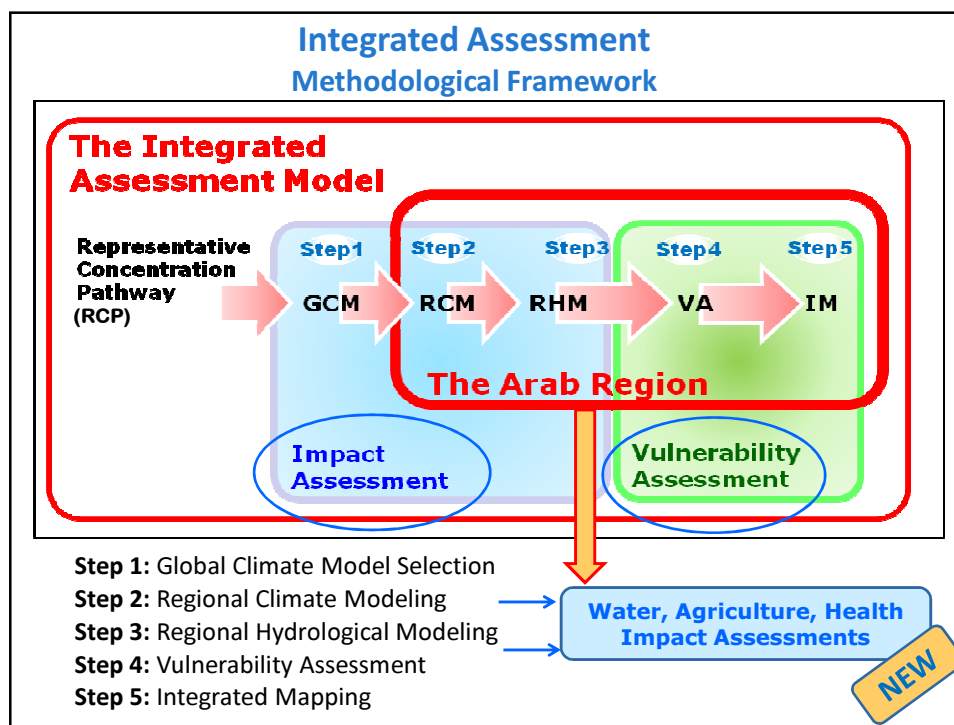 Integrated Assessment
Methodological Framework
The Integrated
Assessment Model
Representative
Concentration
Pathway
(RCP)
Step1
Step2
Step3
Step4
Step5
GCM
RCM
RHM
VA
IM
The Arab Region
Impact
Assessment
Vulnerability
Assessment
Step 1: Global Climate Model Selection
Step 2: Regional Climate Modeling
Step 3: Regional Hydrological Modeling
Step 4: Vulnerability Assessment
Step 5: Integrated Mapping
Water, Agriculture, Health
Impact Assessments
NEW